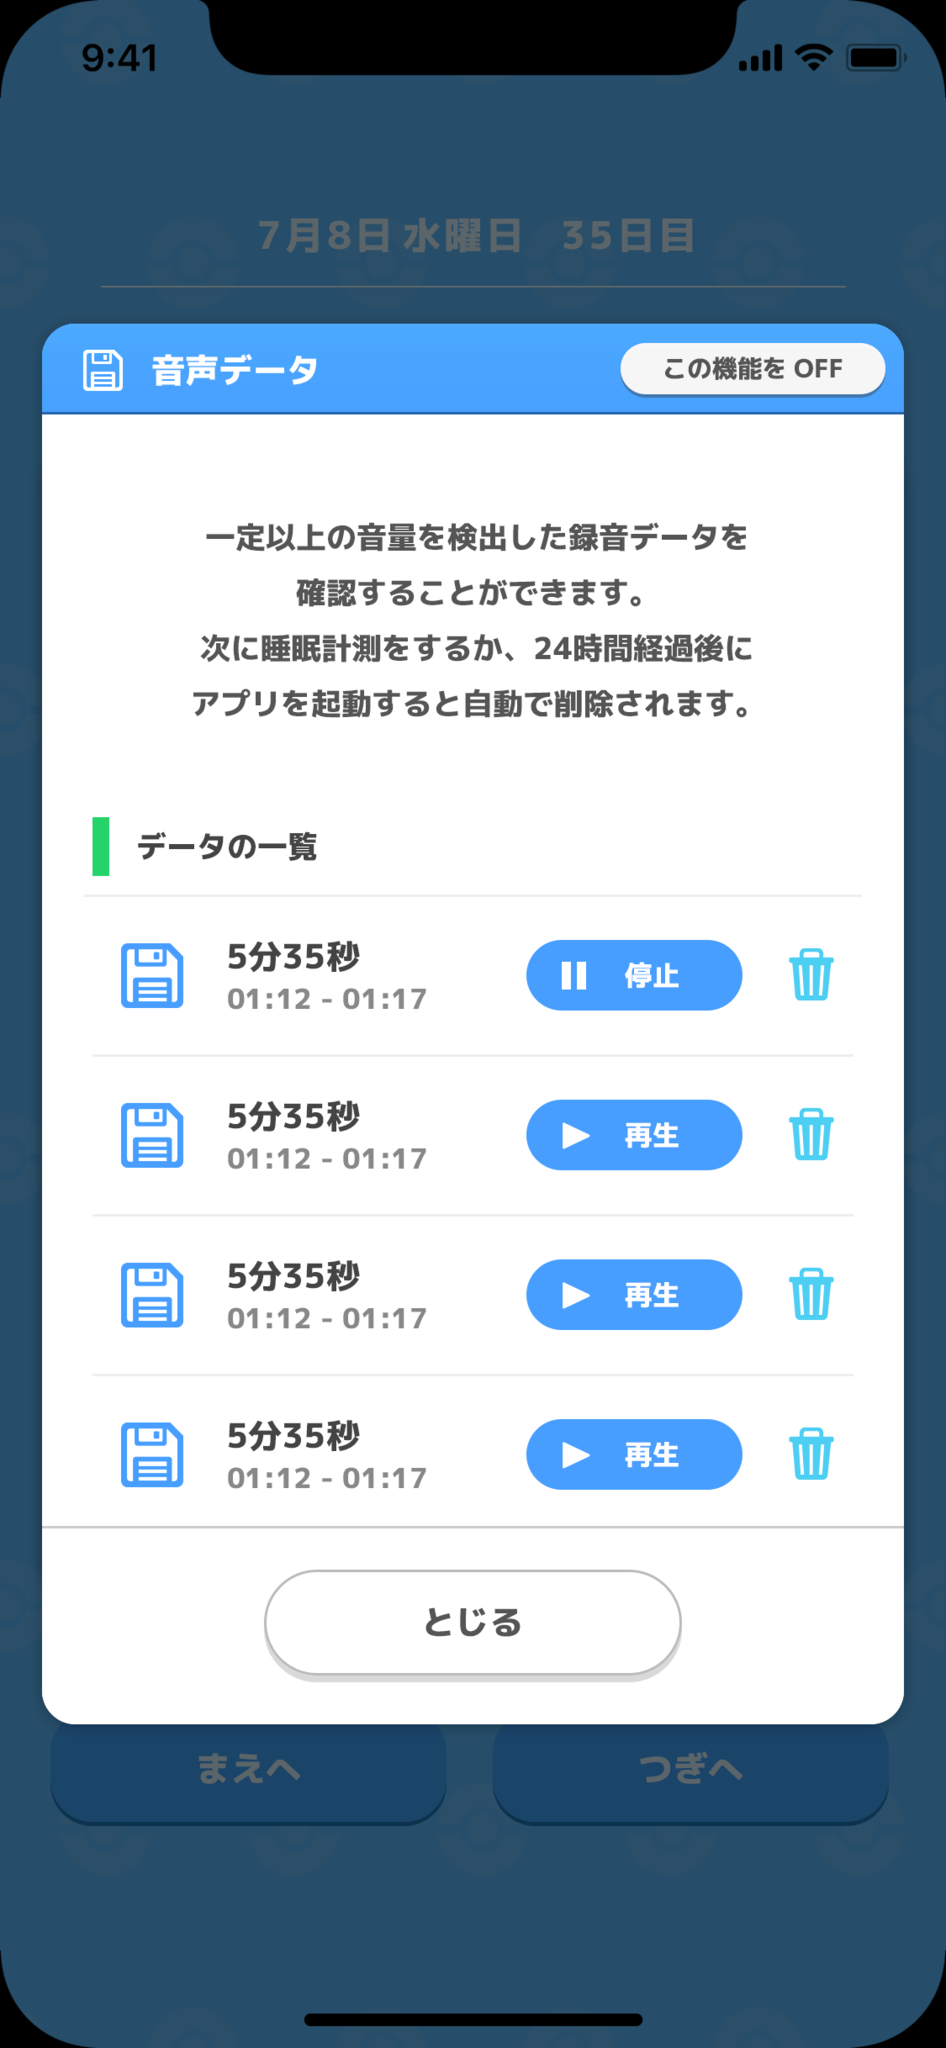 9:41
7月8日 水曜日 35日目
音声データ
この機能を OFF
一定以上の音量を検出した録音データを
確認することができます。
次に睡眠計測をするか、24時間経過後に
アプリを起動すると自動で削除されます。
データの一覧
5分35秒
01:12 - 01:17
停止
5分35秒
01:12 - 01:17
再生
5分35秒
01:12 - 01:17
再生
5分35秒
01:12 - 01:17
再生
とじる
まえへ
つぎへ